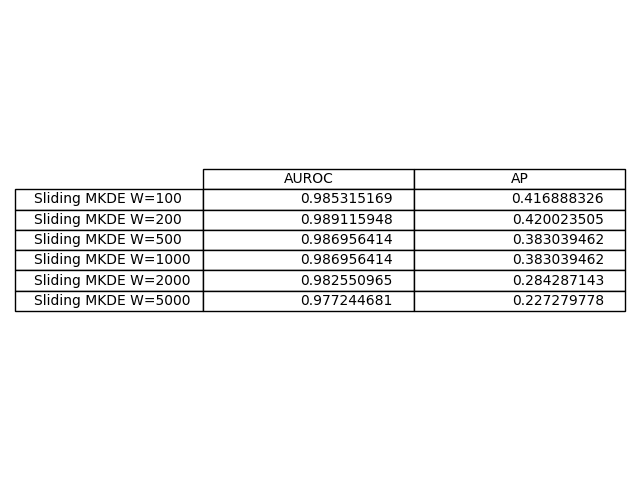 AUROC AP
Sliding MKDE W=100 0.985315169 0.416888326
Sliding MKDE W=200 0.989115948 0.420023505
Sliding MKDE W=500 0.986956414 0.383039462
Sliding MKDE W=1000 0.986956414 0.383039462
Sliding MKDE W=2000 0.982550965 0.284287143
Sliding MKDE W=5000 0.977244681 0.227279778